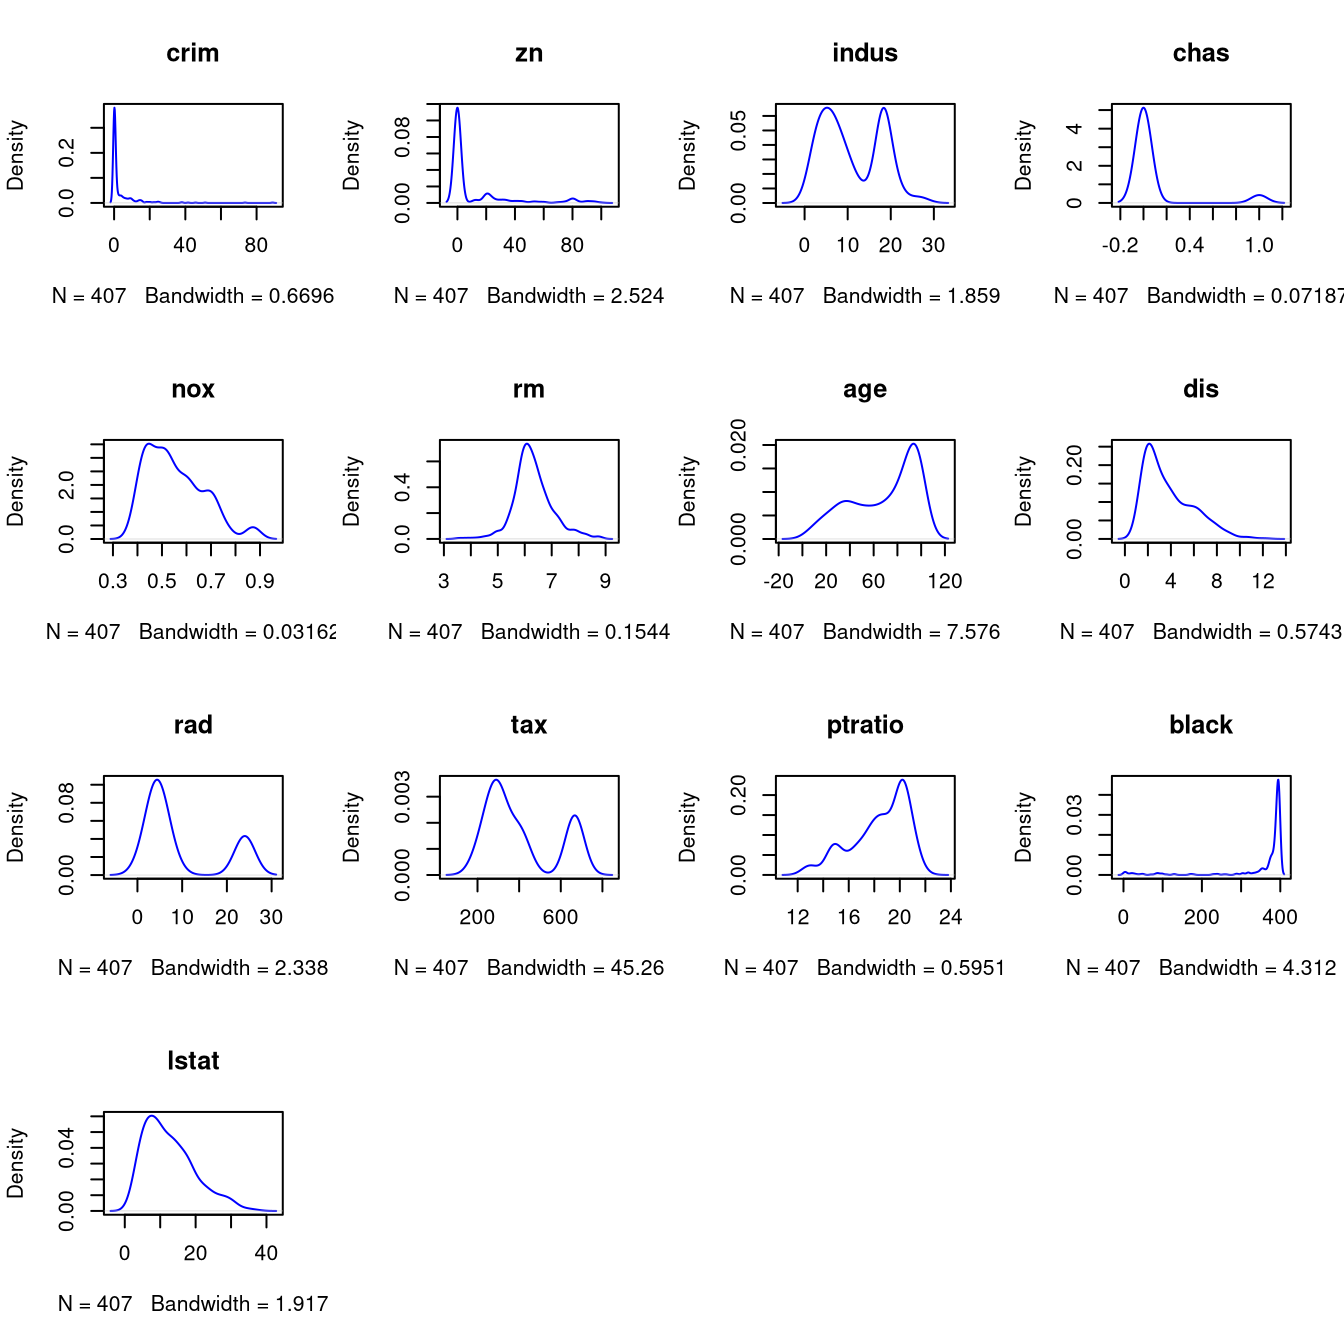 crim zn indus chas
Density Density Density Density
0.0 0.2 0.00 0.08 0.00 0.05 0 2 4
0 40 80 0 40 80 0 10 20 30 -0.2 0.4 1.0
N = 407 Bandwidth = 0.6696 N = 407 Bandwidth = 2.524 N = 407 Bandwidth = 1.859 N = 407 Bandwidth = 0.07187
nox rm age dis
Density Density Density Density
0.0 2.0 0.0 0.4 0.000 0.020 0.00 0.20
0.3 0.5 0.7 0.9 3 5 7 9 -20 20 60 120 0 4 8 12
N = 407 Bandwidth = 0.03162 N = 407 Bandwidth = 0.1544 N = 407 Bandwidth = 7.576 N = 407 Bandwidth = 0.5743
rad tax ptratio black
Density Density Density Density
0.00 0.08 0.000 0.003 0.00 0.20 0.00 0.03
0 10 20 30 200 600 12 16 20 24 0 200 400
N = 407 Bandwidth = 2.338 N = 407 Bandwidth = 45.26 N = 407 Bandwidth = 0.5951 N = 407 Bandwidth = 4.312
lstat
Density
0.00 0.04
0 20 40
N = 407 Bandwidth = 1.917